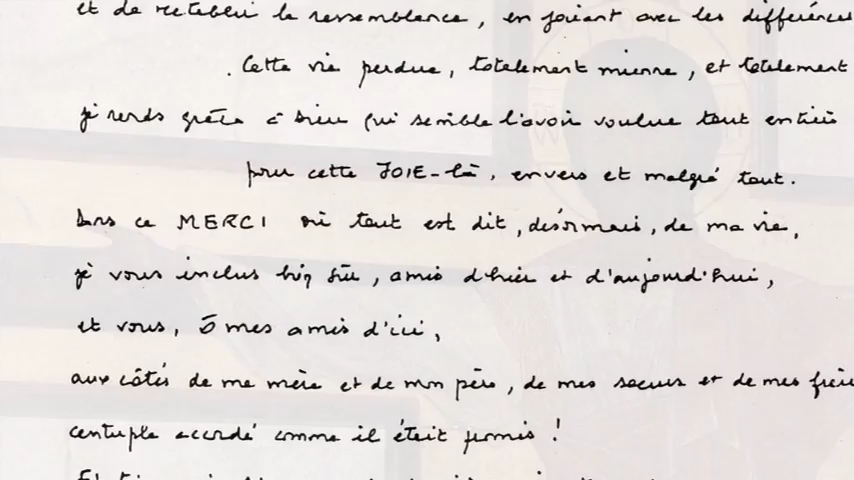 et de rétablir la ressemblance, en jouant avec les différences
Cette vie perdue, totalement mienne, et totalement
je rends grâce à Dieu qui semble l'avoir voulue tout entière
pour cette JOIE-là, envers et malgré tout.
Dans ce MERCI où tout est dit, désormais, de ma vie,
je vous inclus bien sûr, amis d'hier et d'aujourd'hui,
et vous, ô mes amis d'ici,
aux côtés de ma mère et de mon père, de mes soeurs et de mes frères
centuple accordé comme il était promis !